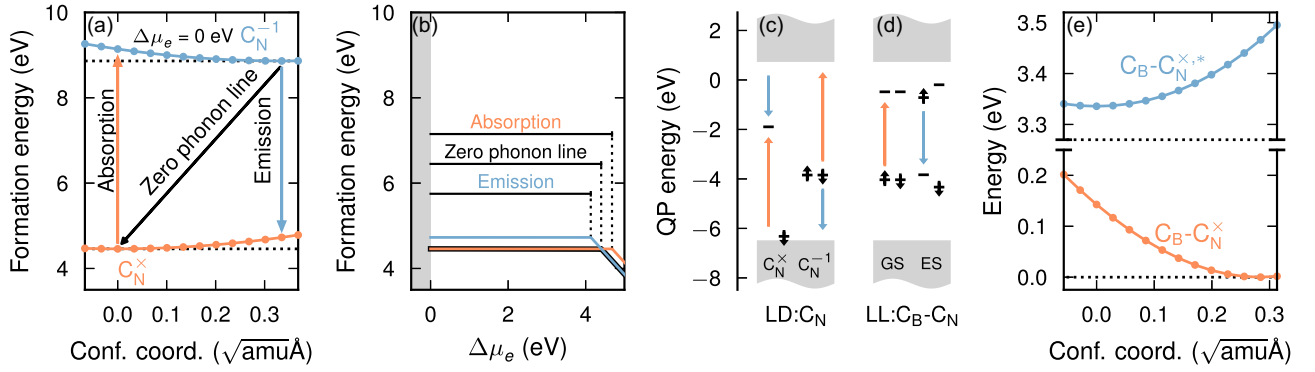 (a)
Δμ_e = 0 eV C_N^{-1}
Absorption
Zero phonon line
Emission
C_N^×
10
8
6
4
Formation energy (eV)
0.0 0.1 0.2 0.3
Conf. coord. (√amuÅ)
(b)
Absorption
Zero phonon line
Emission
10
8
6
4
Formation energy (eV)
0 2 4
Δμ_e (eV)
(c)
(d)
2
0
−2
−4
−6
−8
QP energy (eV)
C_N^× C_N^{-1}
GS ES
LD:C_N
LL:C_B-C_N
(e)
C_B-C_N^{×,*}
C_B-C_N^×
3.5
3.4
3.3
0.2
0.1
0.0
Energy (eV)
0.0 0.1 0.2 0.3
Conf. coord. (√amuÅ)